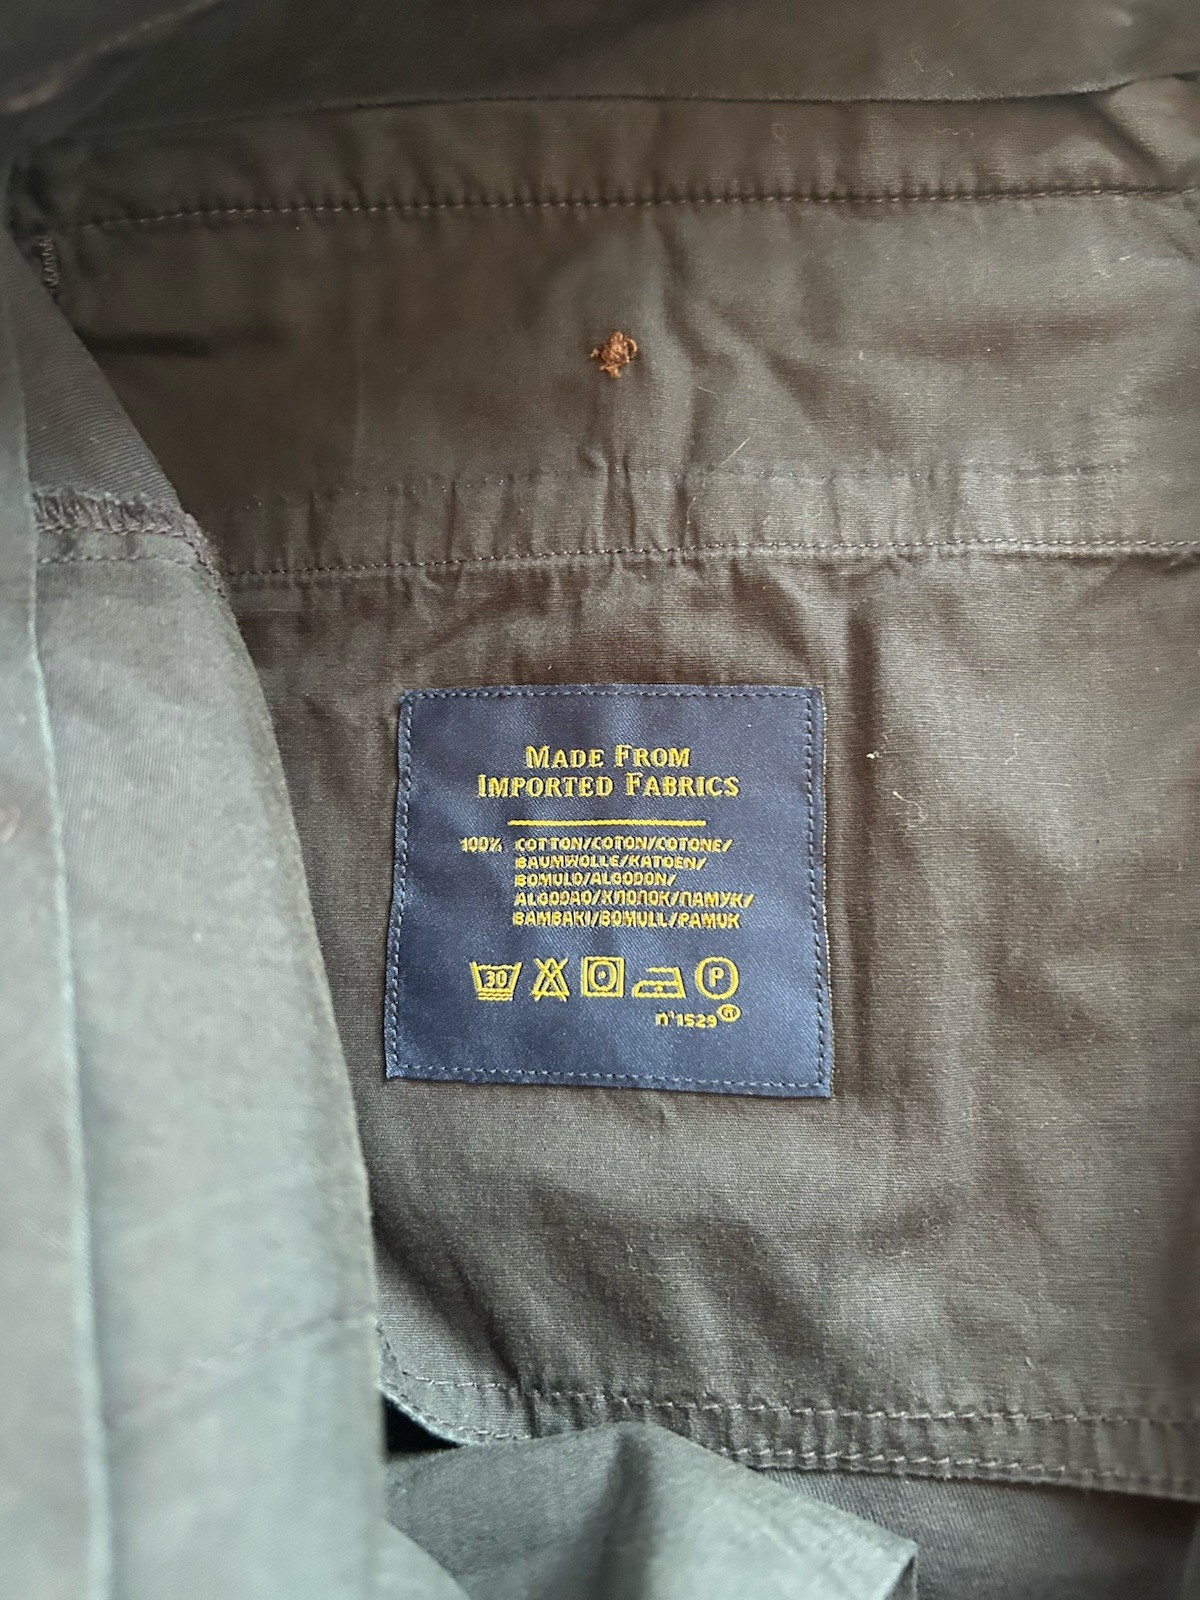 MADE FROM
IMPORTED FABRICS
100% COTTON/COTON/COTONE/
BAUMWOLLE/KATOEN/
BOMULD/ALGODON/
ALGODAO/ХЛОПОК/ПАМУК/
BAMBAKI/BOMULL/PAMUK
30 P
n°1529